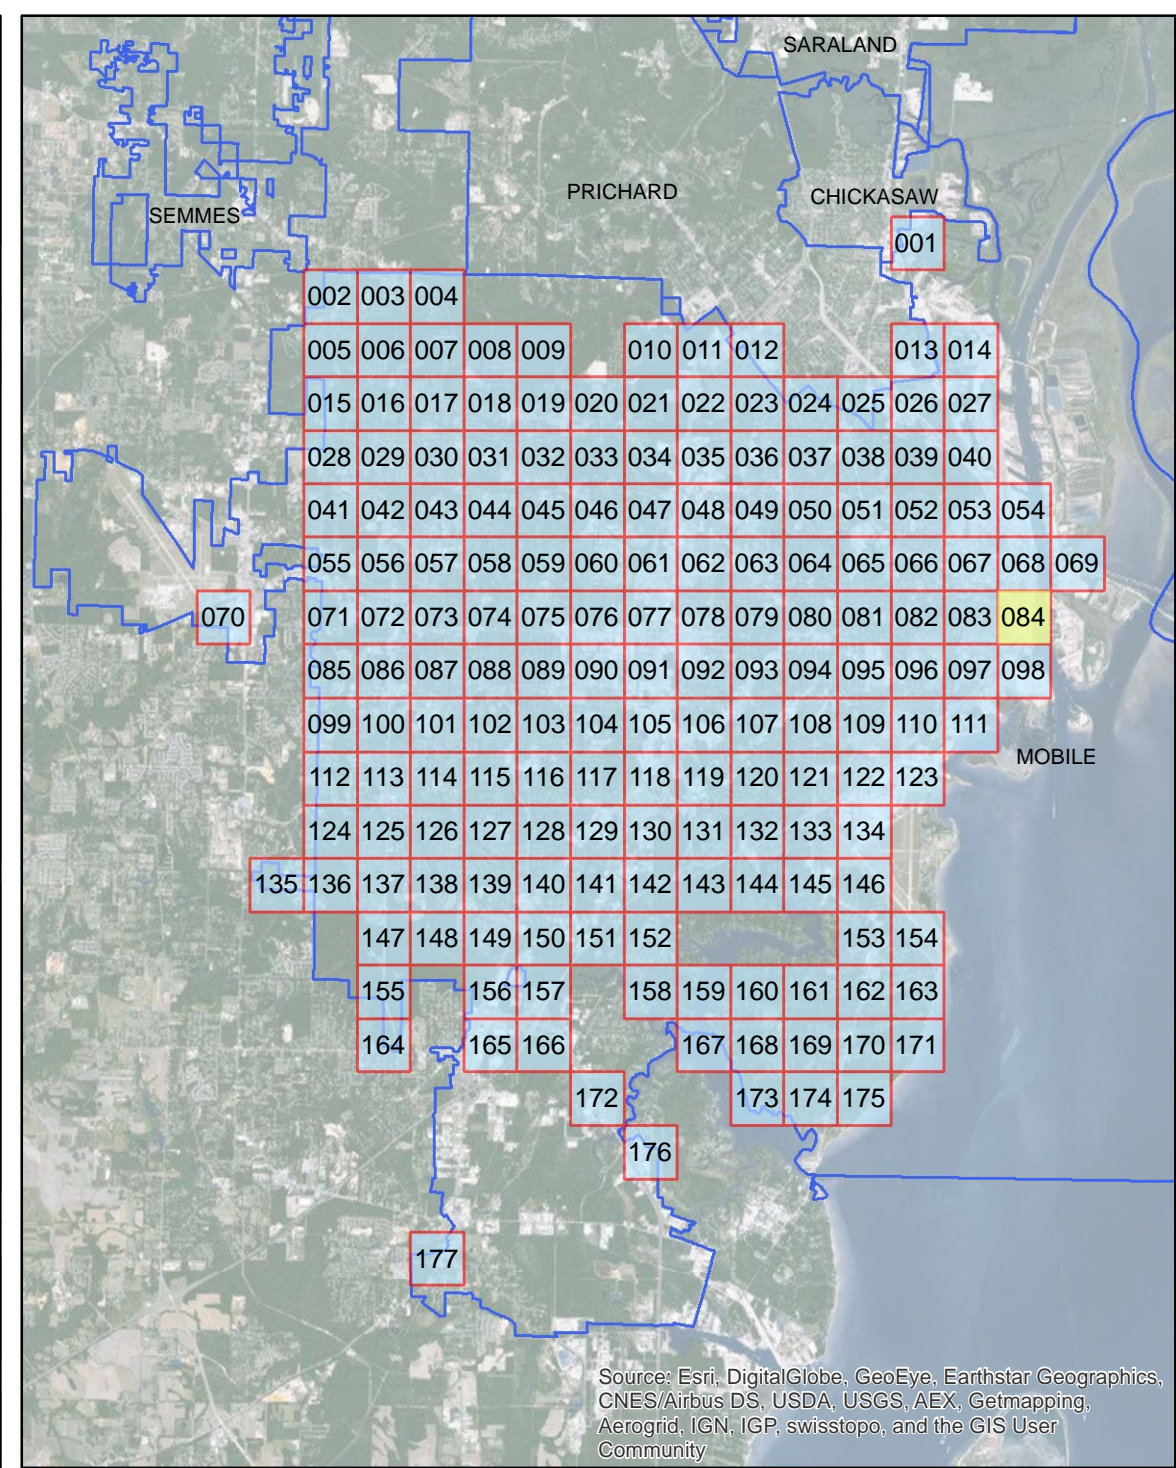 SARALAND
PRICHARD
CHICKASAW
SEMMES
001
002 003 004
005 006 007 008 009 010 011 012 013 014
015 016 017 018 019 020 021 022 023 024 025 026 027
028 029 030 031 032 033 034 035 036 037 038 039 040
041 042 043 044 045 046 047 048 049 050 051 052 053 054
055 056 057 058 059 060 061 062 063 064 065 066 067 068 069
070 071 072 073 074 075 076 077 078 079 080 081 082 083 084
085 086 087 088 089 090 091 092 093 094 095 096 097 098
099 100 101 102 103 104 105 106 107 108 109 110 111
MOBILE
112 113 114 115 116 117 118 119 120 121 122 123
124 125 126 127 128 129 130 131 132 133 134
135 136 137 138 139 140 141 142 143 144 145 146
147 148 149 150 151 152 153 154
155 156 157 158 159 160 161 162 163
164 165 166 167 168 169 170 171
172 173 174 175
176
177
Source: Esri, DigitalGlobe, GeoEye, Earthstar Geographics,
CNES/Airbus DS, USDA, USGS, AEX, Getmapping,
Aerogrid, IGN, IGP, swisstopo, and the GIS User
Community